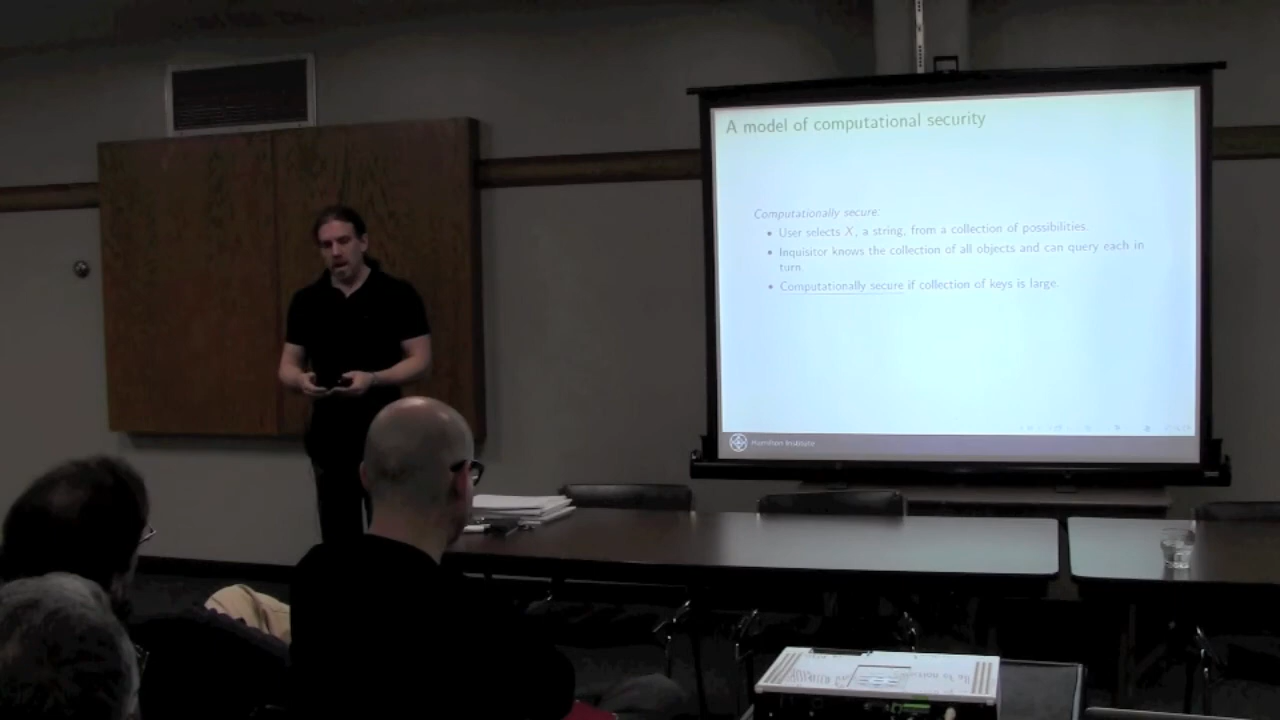 A model of computational security
Computationally secure:
• User selects X, a string, from a collection of possibilities.
• Inquisitor knows the collection of all objects and can query each in
turn.
• Computationally secure if collection of keys is large.
Hamilton Institute